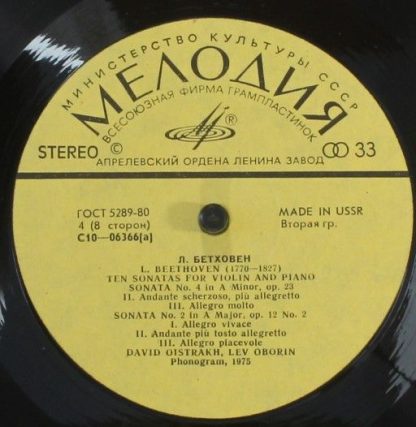 МИНИСТЕРСТВО КУЛЬТУРЫ СССР
МЕЛОДИЯ
ВСЕСОЮЗНАЯ ФИРМА ГРАМПЛАСТИНОК
®
STEREO ©
33
АПРЕЛЕВСКИЙ ОРДЕНА ЛЕНИНА ЗАВОД
ГОСТ 5289-80
MADE IN USSR
4 (8 сторон)
Вторая гр.
С10—06366(а)
Л. БЕТХОВЕН
L. BEETHOVEN (1770—1827)
TEN SONATAS FOR VIOLIN AND PIANO
SONATA No. 4 in A Minor, op. 23
II. Andante scherzoso, più allegretto
III. Allegro molto
SONATA No. 2 in A Major, op. 12 No. 2
I. Allegro vivace
II. Andante più tosto allegretto
III. Allegro piacevole
DAVID OISTRAKH, LEV OBORIN
Phonogram, 1975